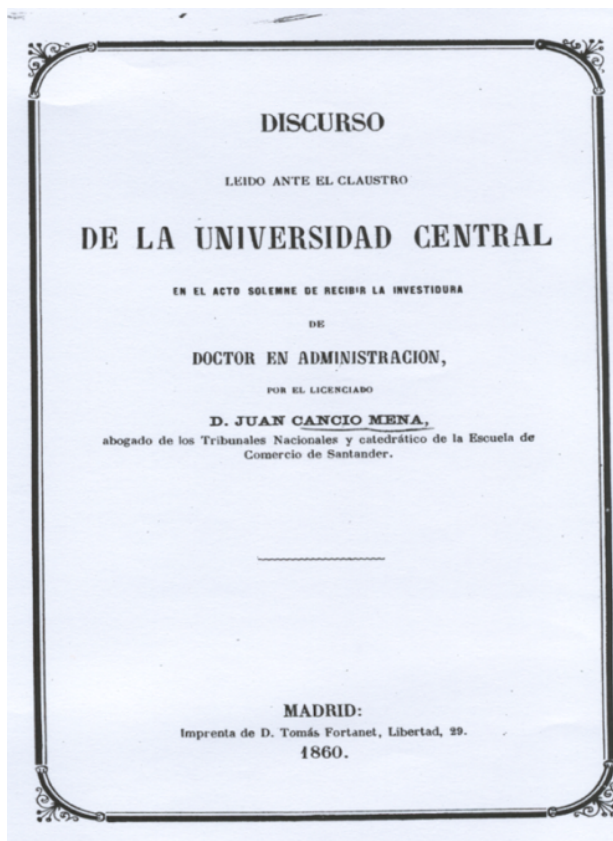 DISCURSO
LEIDO ANTE EL CLAUSTRO
DE LA UNIVERSIDAD CENTRAL
EN EL ACTO SOLEMNE DE RECIBIR LA INVESTIDURA
DE
DOCTOR EN ADMINISTRACION,
POR EL LICENCIADO
D. JUAN CANCIO MENA,
abogado de los Tribunales Nacionales y catedrático de la Escuela de
Comercio de Santander.
MADRID:
Imprenta de D. Tomás Fortanet, Libertad, 29.
1860.